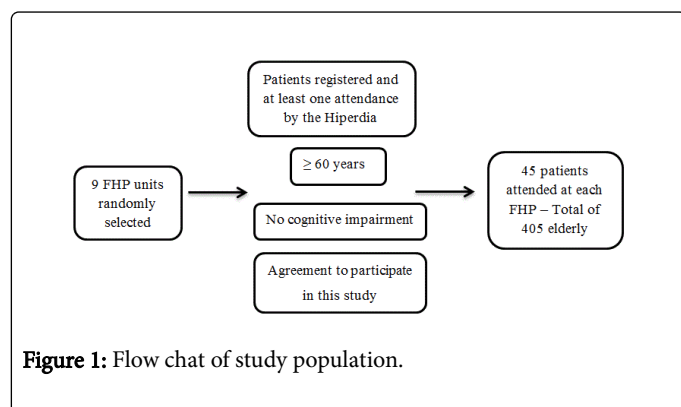 9 FHP units
randomly
selected
Patients registered and
at least one attendance
by the Hiperdia
≥ 60 years
No cognitive impairment
Agreement to participate
in this study
45 patients
attended at each
FHP – Total of
405 elderly
Figure 1: Flow chat of study population.